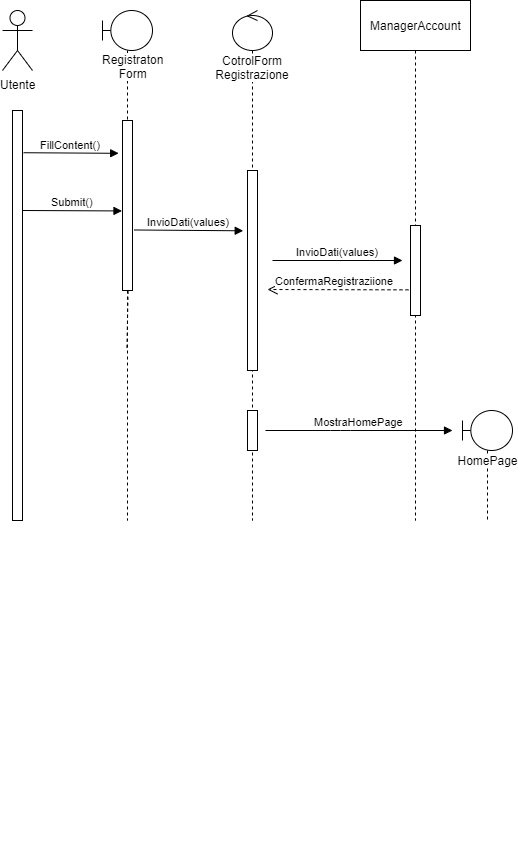 ManagerAccount
Registraton
Form
CotrolForm
Registrazione
Utente
FillContent()
Submit()
InvioDati(values)
InvioDati(values)
ConfermaRegistraziione
MostraHomePage
HomePage